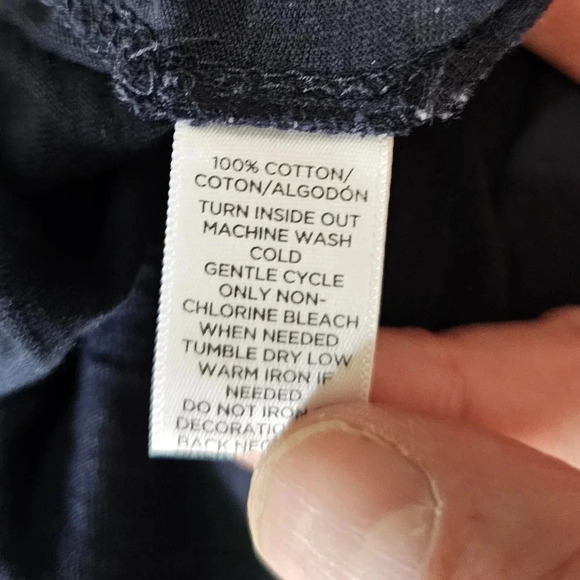 100% COTTON/
COTON/ALGODÓN
TURN INSIDE OUT
MACHINE WASH
COLD
GENTLE CYCLE
ONLY NON-
CHLORINE BLEACH
WHEN NEEDED
TUMBLE DRY LOW
WARM IRON IF
NEEDED
DO NOT IRON
BACK